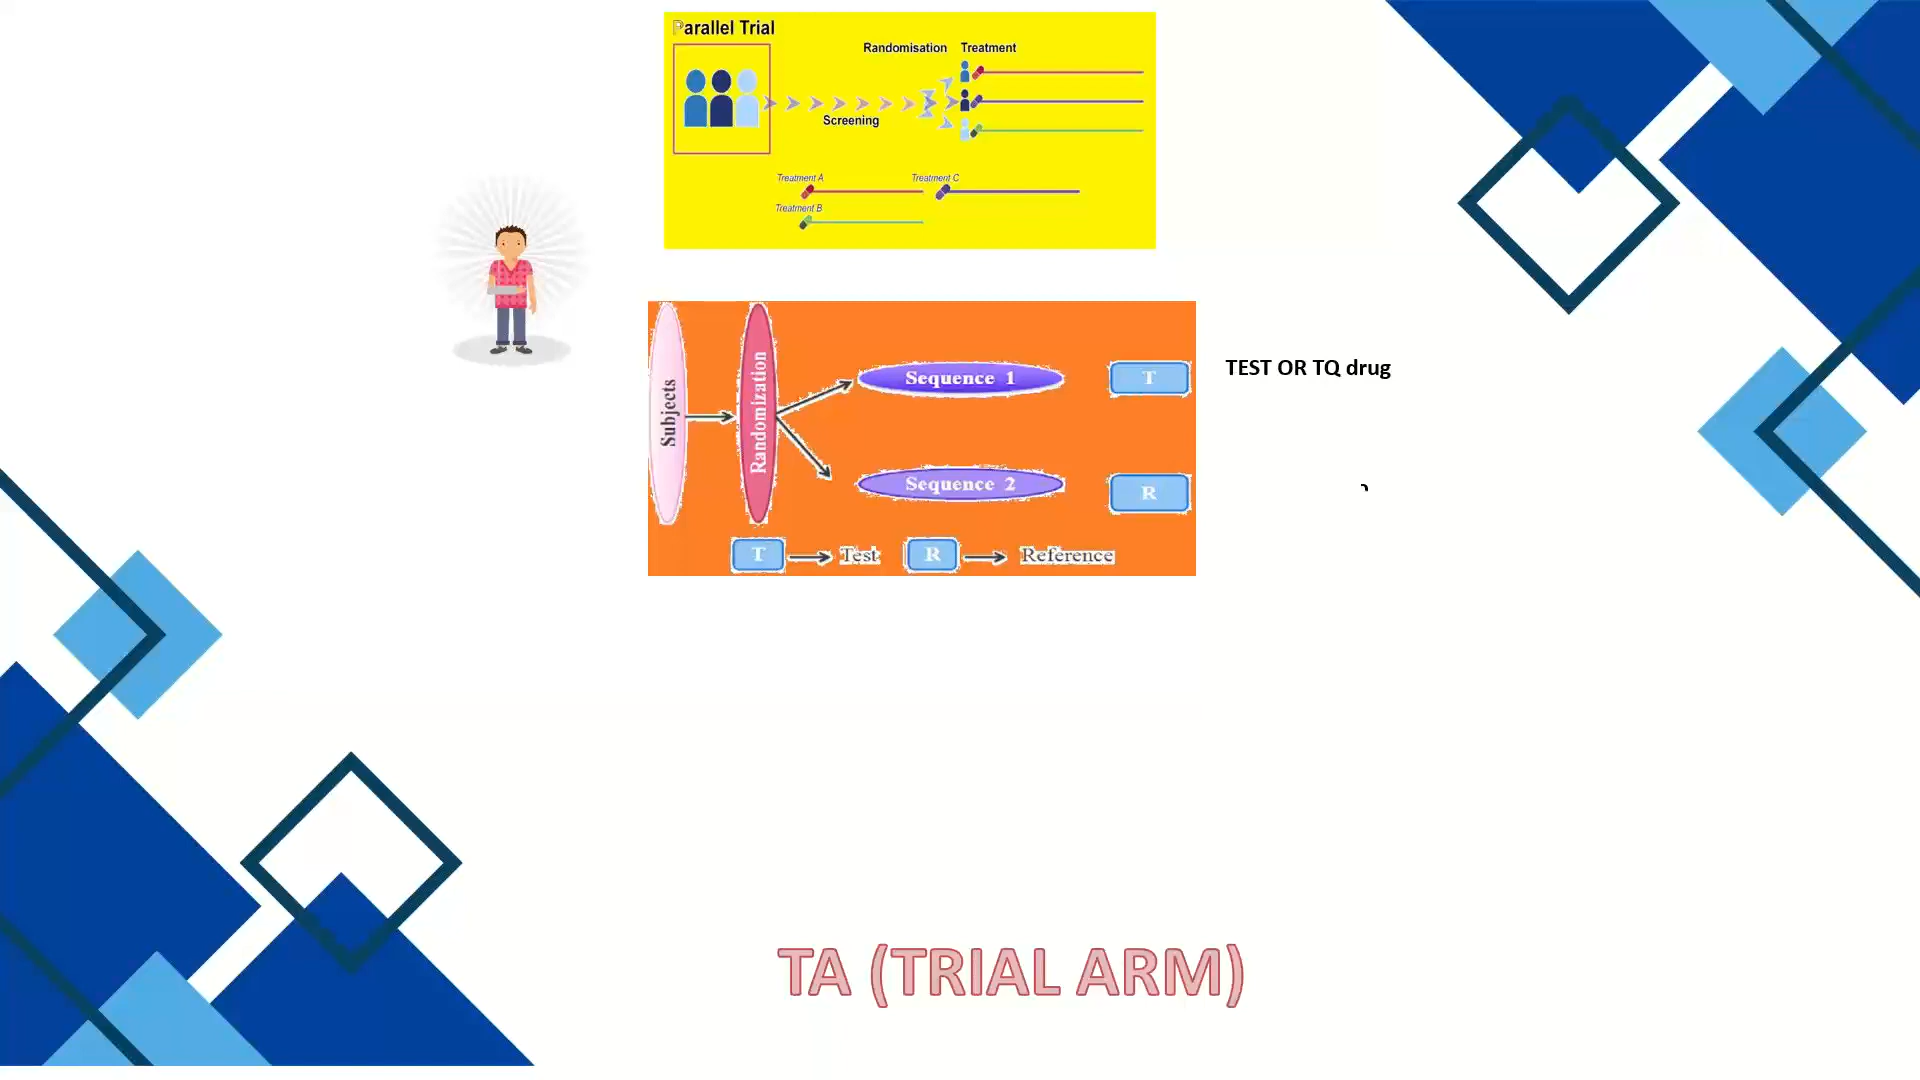 Parallel Trial
Randomisation Treatment
Screening
Treatment A Treatment C
Treatment B
Subjects
Randomization
Sequence 1 T
TEST OR TQ drug
Sequence 2 R
T Test R Reference
TA (TRIAL ARM)